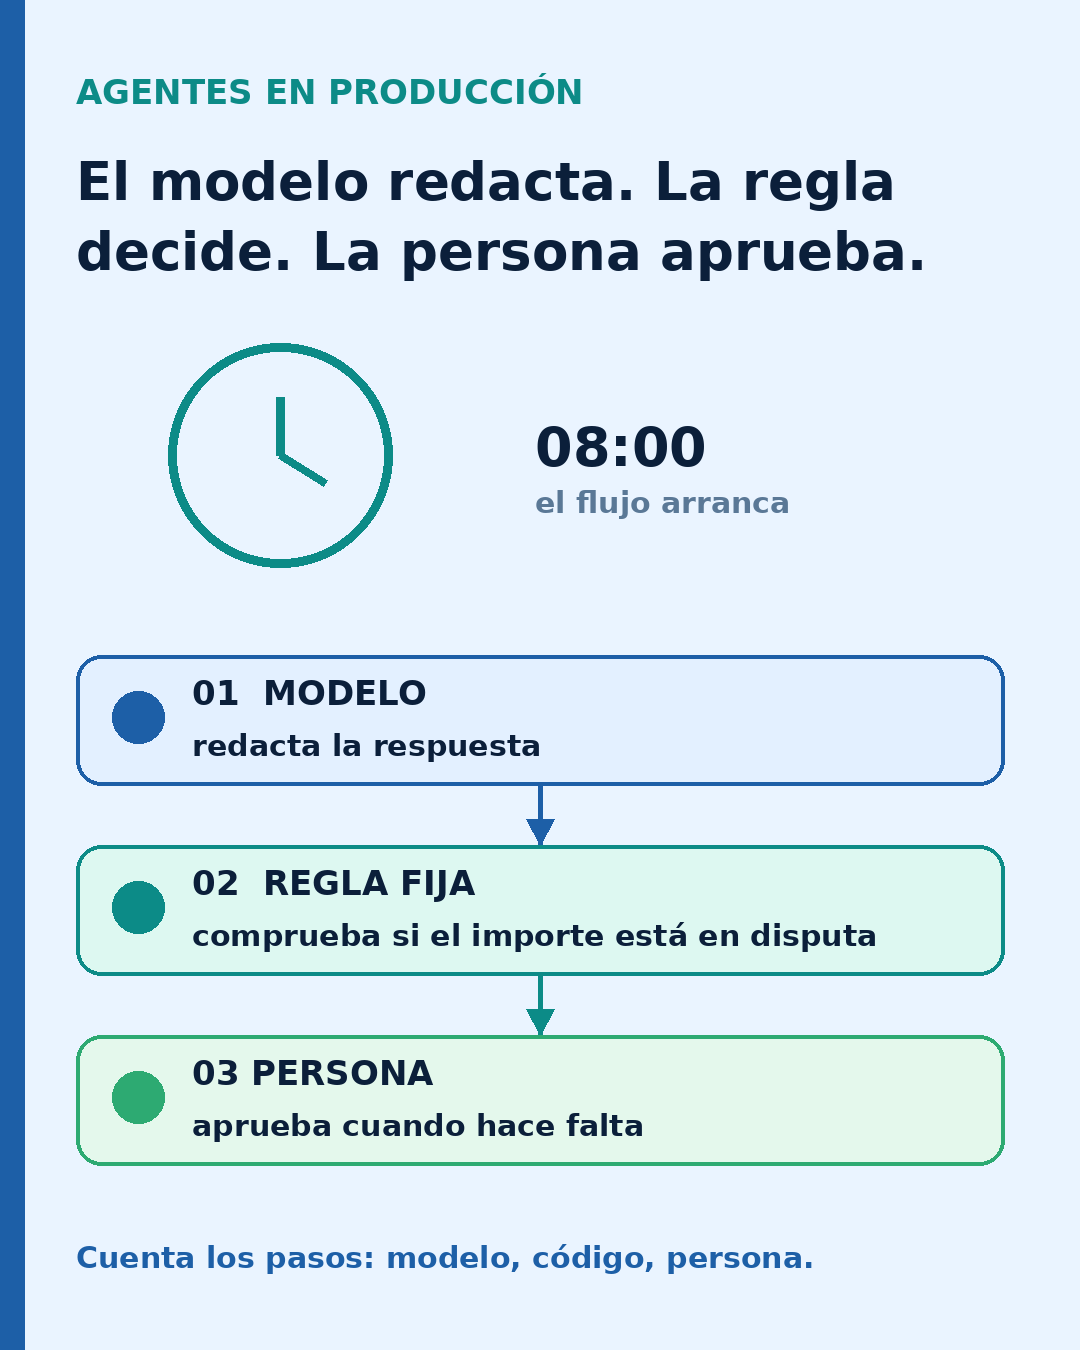 AGENTES EN PRODUCCIÓN
El modelo redacta. La regla
decide. La persona aprueba.
08:00
el flujo arranca
01  MODELO
redacta la respuesta
02  REGLA FIJA
comprueba si el importe está en disputa
03 PERSONA
aprueba cuando hace falta
Cuenta los pasos: modelo, código, persona.